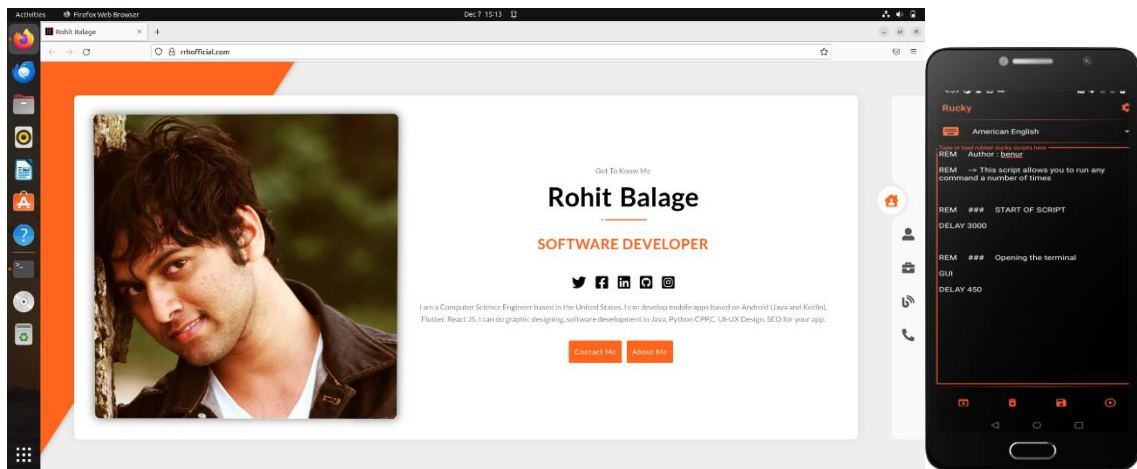 Activities
Firefox Web Browser
Dec 7 15:13
Rohit Balage
rrbofficial.com
Get To Know Me
Rohit Balage
SOFTWARE DEVELOPER
I am a Computer Science Engineer based in the United States. I can develop mobile apps based on Android (Java and Kotlin),
Flutter, React JS, I can do graphic designing, software development in Java, Python CPP,C, UI-UX Design, SEO for your app.
Contact Me
About Me
Rucky
American English
Type or load rubber ducky scripts here
REM Author : benur
REM --> This script allows you to run any
command a number of times
REM ### START OF SCRIPT
DELAY 3000
REM ### Opening the terminal
GUI
DELAY 450